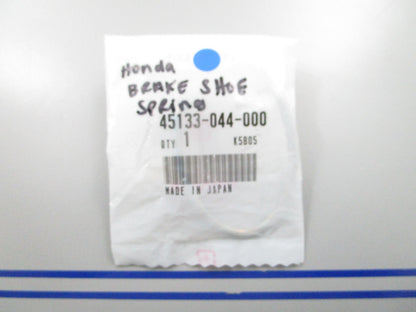 Honda
BRAKE SHOE
SPRING
45133-044-000
QTY 1 K5805
MADE IN JAPAN